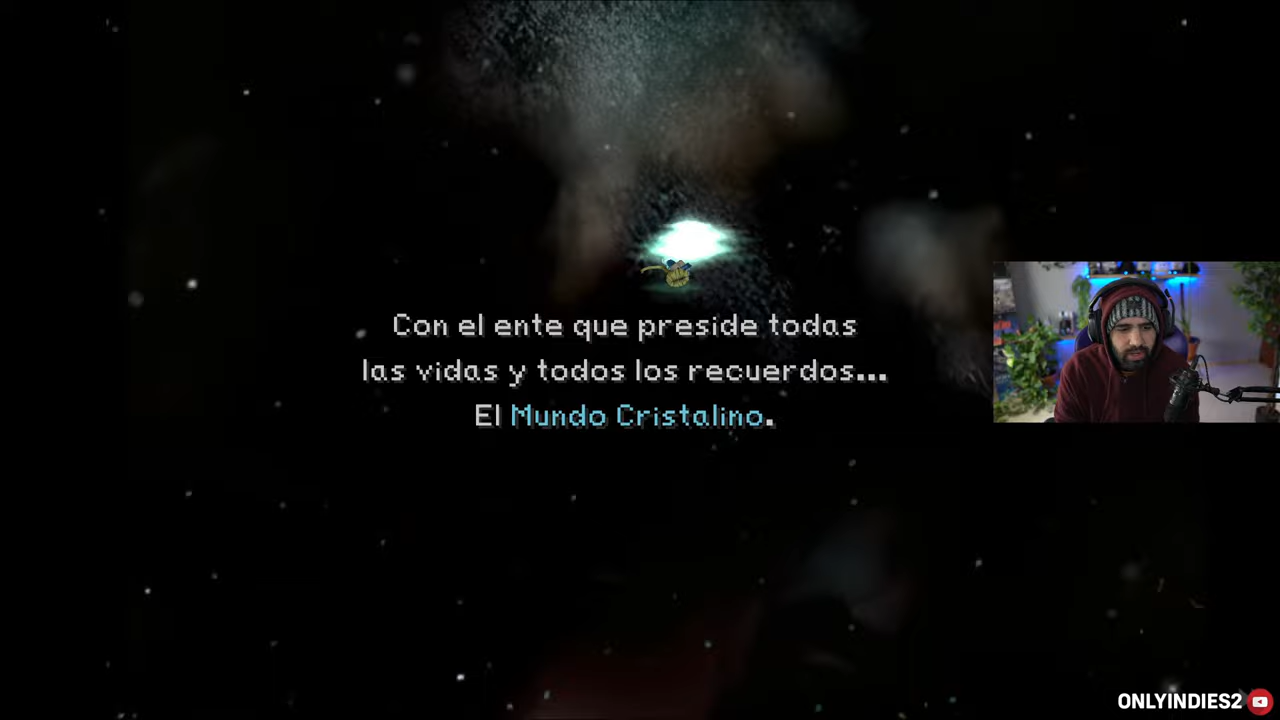 Con el ente que preside todas
las vidas y todos los recuerdos...
El Mundo Cristalino.
ONLYINDIES2